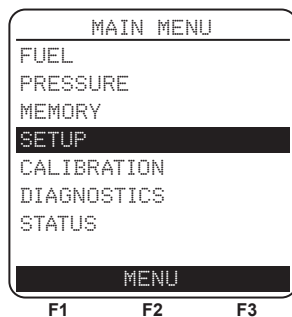 MAIN MENU
FUEL
PRESSURE
MEMORY
SETUP
CALIBRATION
DIAGNOSTICS
STATUS
MENU
F1 F2 F3